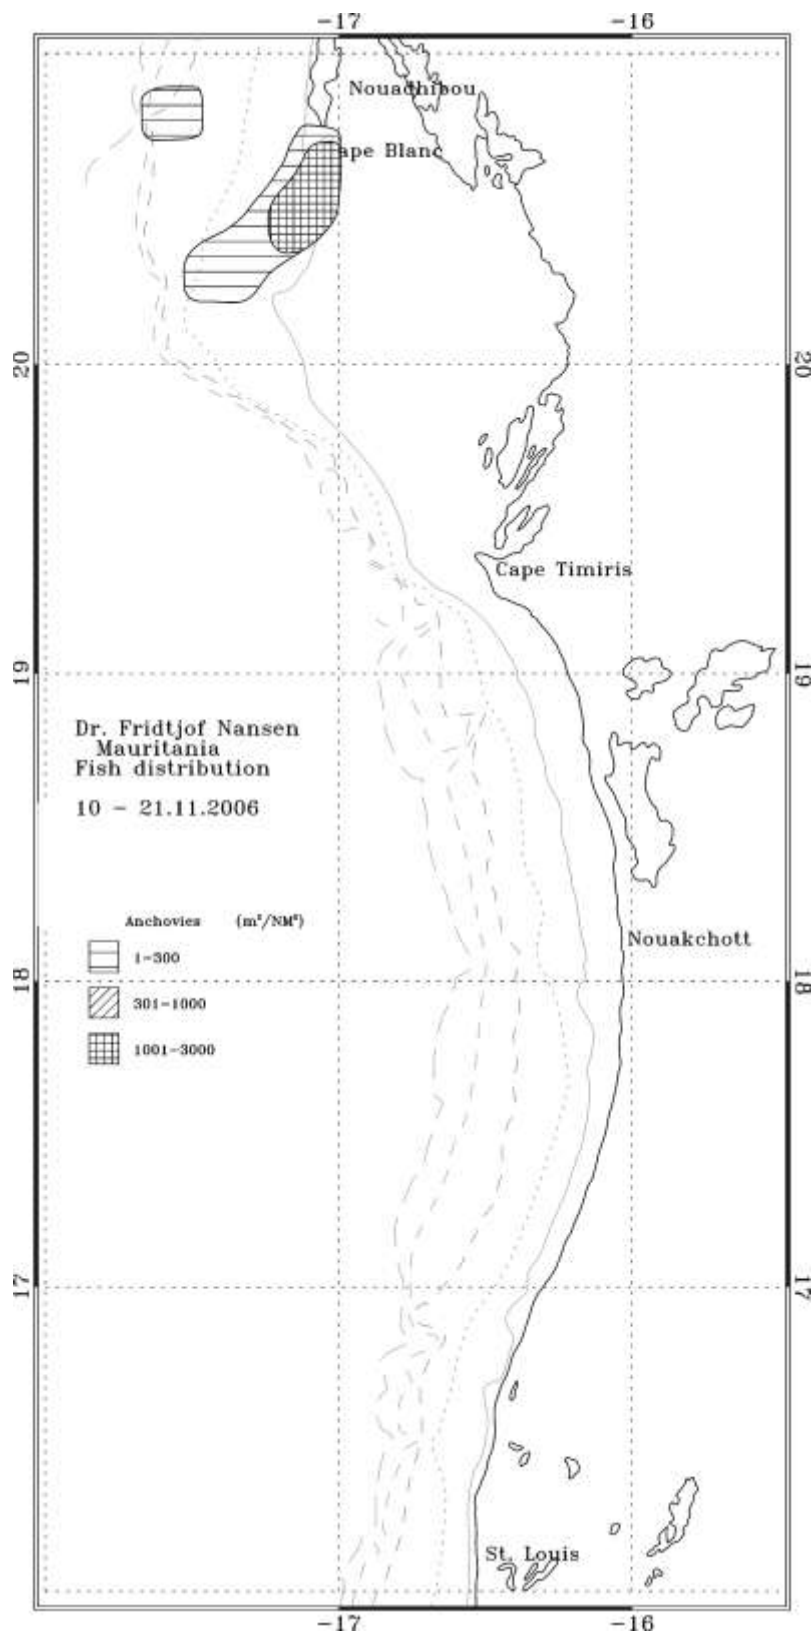 -17 -16
Nouadhibou
ape Blanc
20 20
Cape Timiris
19 19
Dr. Fridtjof Nansen
Mauritania
Fish distribution
10 - 21.11.2006
Anchovies (m²/NM²)
1-300
Nouakchott
18 18
301-1000
1001-3000
17 17
St. Louis
-17 -16